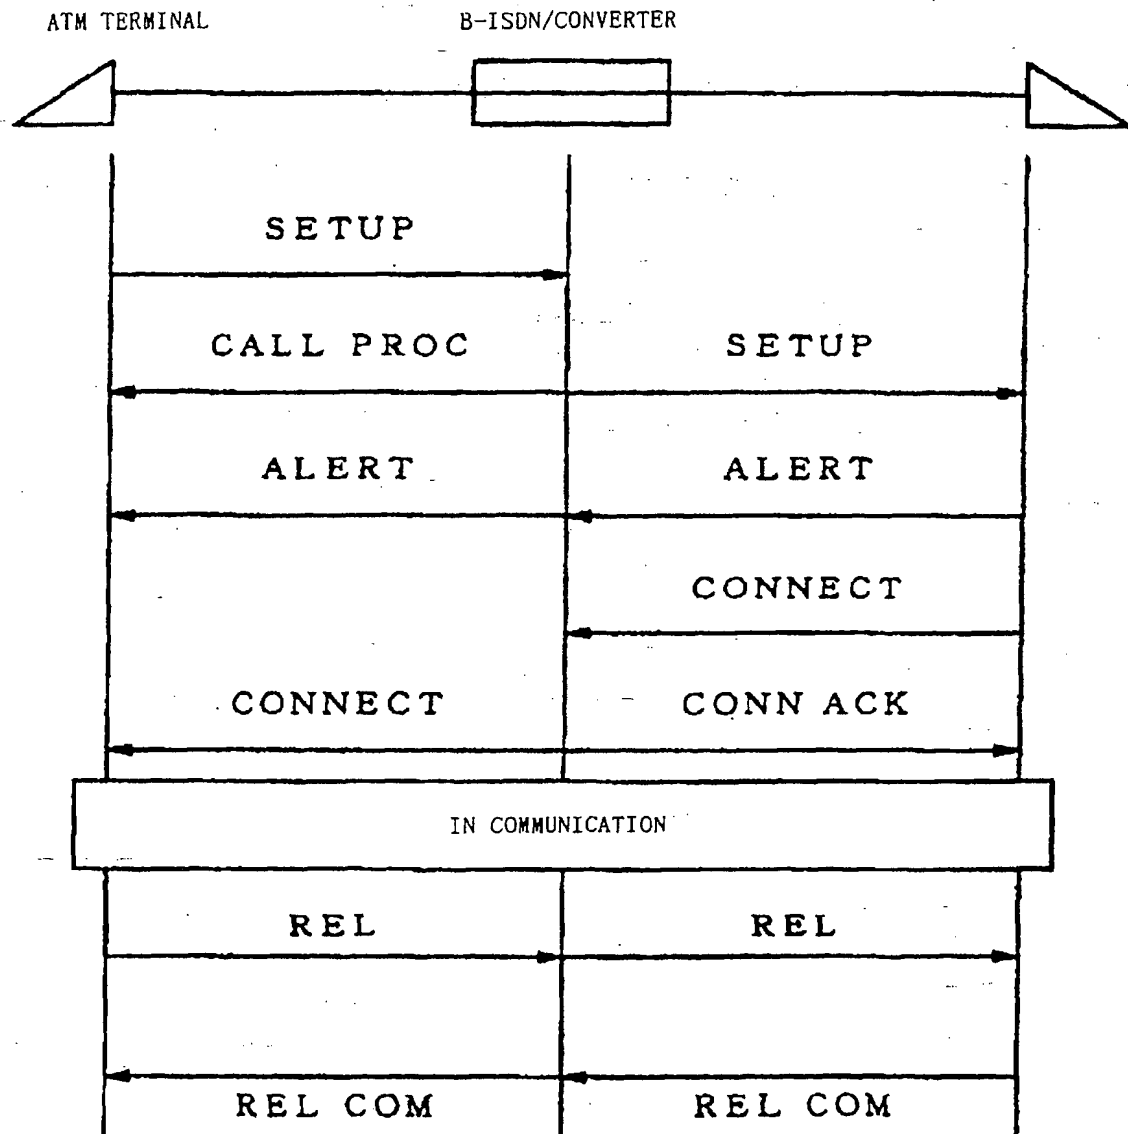 ATM TERMINAL
B-ISDN/CONVERTER
SETUP
CALL PROC
SETUP
ALERT
ALERT
CONNECT
CONNECT
CONN ACK
IN COMMUNICATION
REL
REL
REL COM
REL COM